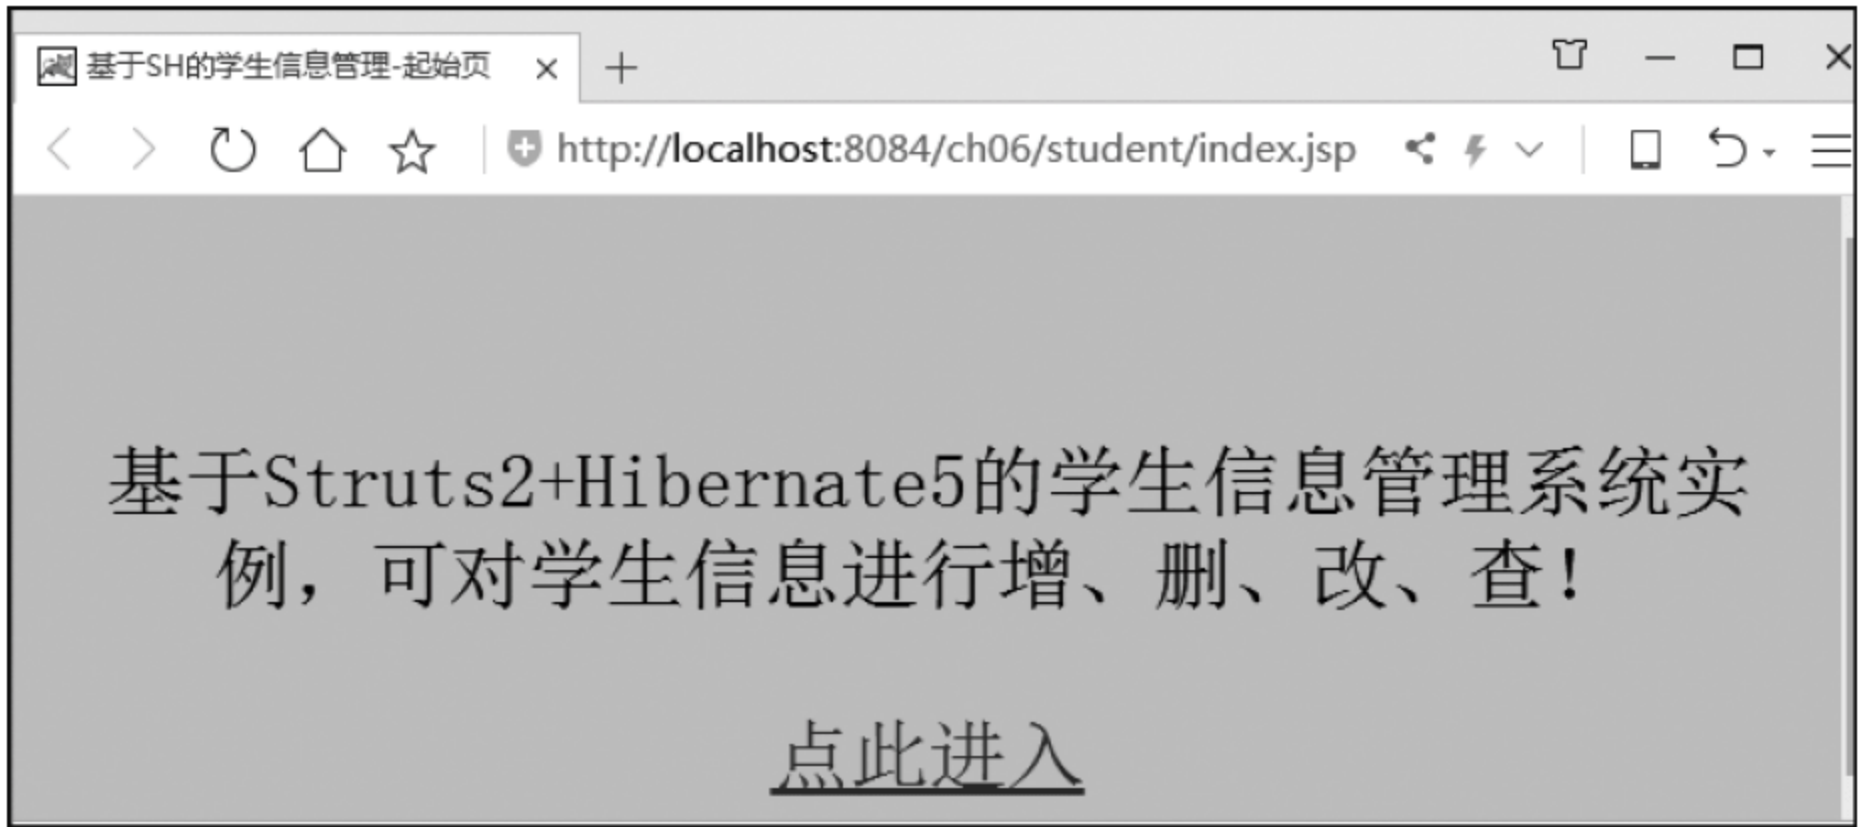 基于SH的学生信息管理-起始页
http://localhost:8084/ch06/student/index.jsp
基于Struts2+Hibernate5的学生信息管理系统实
例，可对学生信息进行增、删、改、查！
点此进入